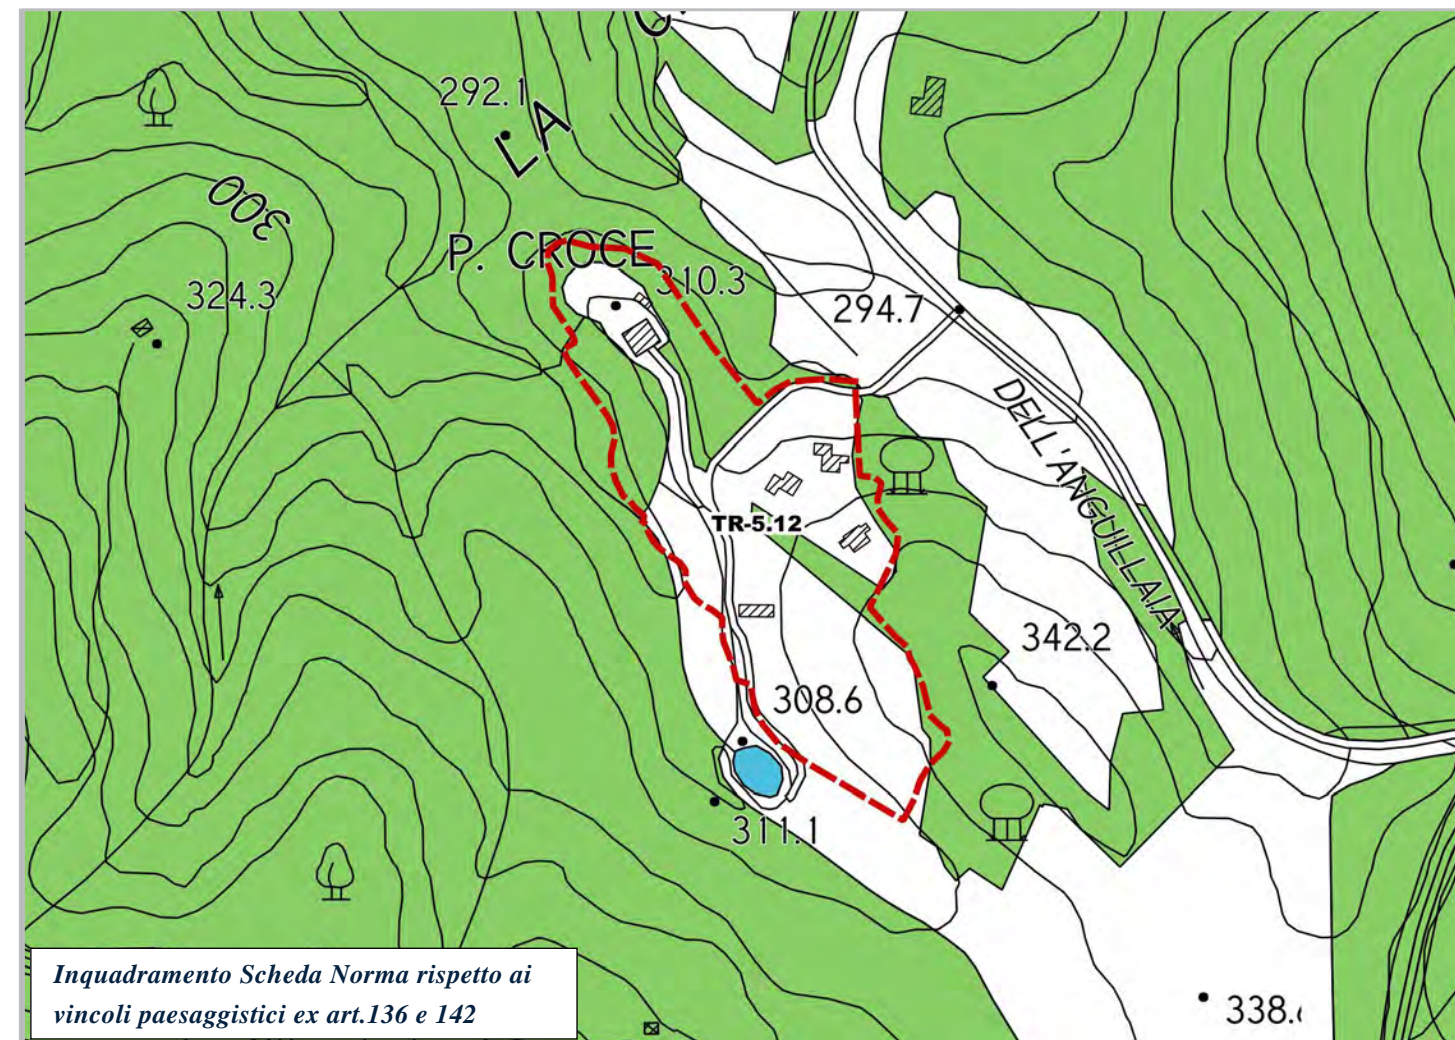 292.1
LA
300
P. CROCE
310.3
324.3
294.7
DELL'ANGUILLAIA
TR-5.12
342.2
308.6
311.1
338.
Inquadramento Scheda Norma rispetto ai
vincoli paesaggistici ex art.136 e 142